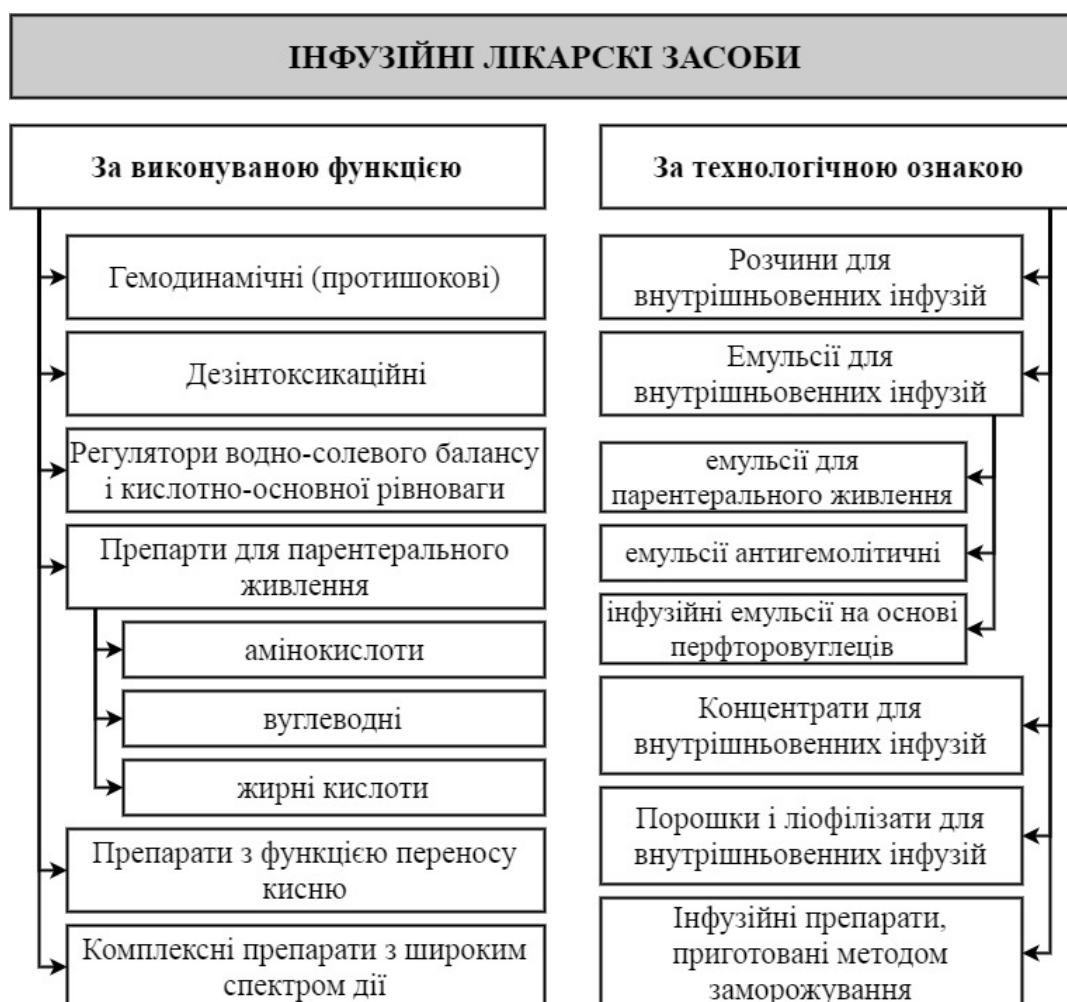 ІНФУЗІЙНІ ЛІКАРСКІ ЗАСОБИ
За виконуваною функцією
Гемодинамічні (протишокові)
Дезінтоксикаційні
Регулятори водно-солевого балансу
і кислотно-основної рівноваги
Препарти для парентерального
живлення
амінокислоти
вуглеводні
жирні кислоти
Препарати з функцією переносу
кисню
Комплексні препарати з широким
спектром дії
За технологічною ознакою
Розчини для
внутрішньовенних інфузій
Емульсії для
внутрішньовенних інфузій
емульсії для
парентерального живлення
емульсії антигемолітичні
інфузійні емульсії на основі
перфторовуглеців
Концентрати для
внутрішньовенних інфузій
Порошки і ліофілізати для
внутрішньовенних інфузій
Інфузійні препарати,
приготовані методом
заморожування